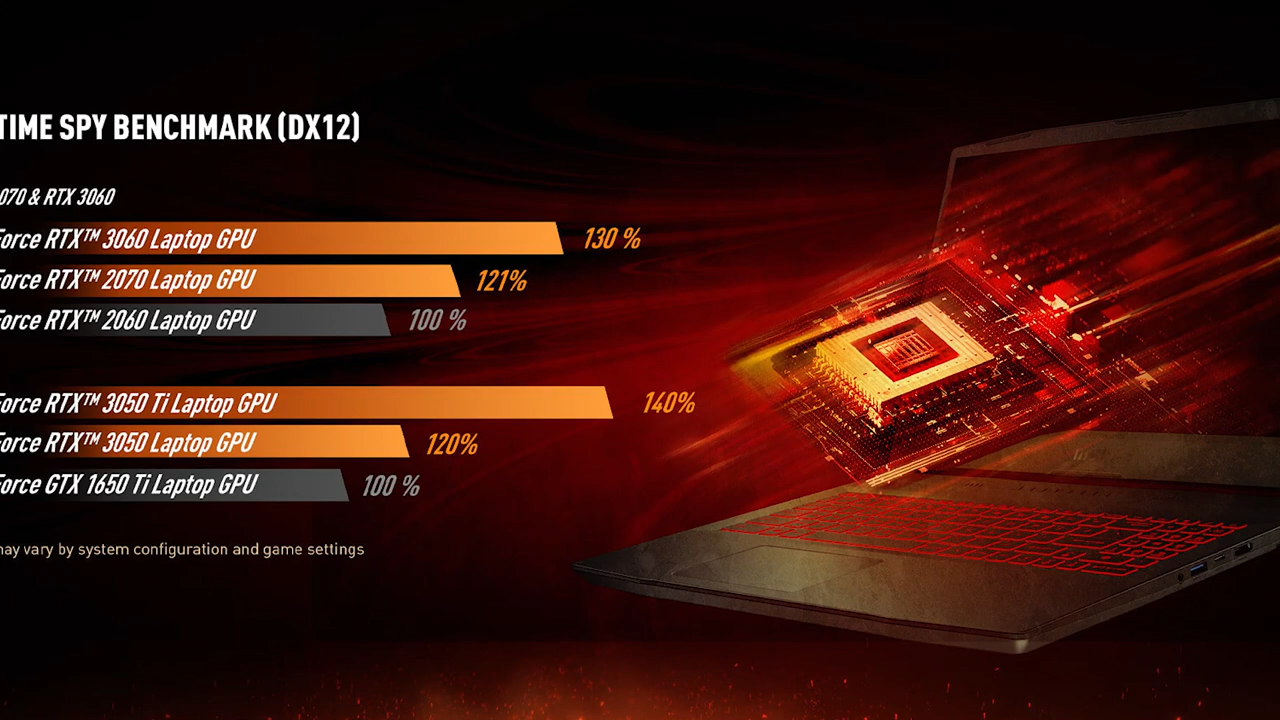 TIME SPY BENCHMARK (DX12)
070 & RTX 3060
Force RTX™ 3060 Laptop GPU 130 %
Force RTX™ 2070 Laptop GPU 121%
Force RTX™ 2060 Laptop GPU 100 %
Force RTX™ 3050 Ti Laptop GPU 140%
Force RTX™ 3050 Laptop GPU 120%
Force GTX 1650 Ti Laptop GPU 100 %
may vary by system configuration and game settings